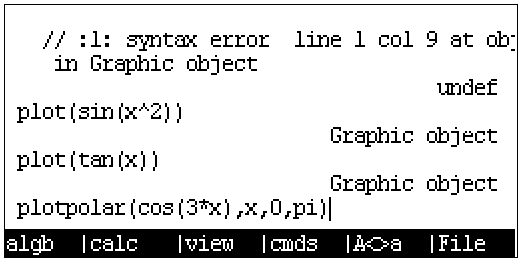 // :1: syntax error line 1 col 9 at obj
in Graphic object
undef
plot(sin(x^2))
Graphic object
plot(tan(x))
Graphic object
plotpolar(cos(3*x),x,0,pi)
algb |calc |view |cmds |A<>a |File